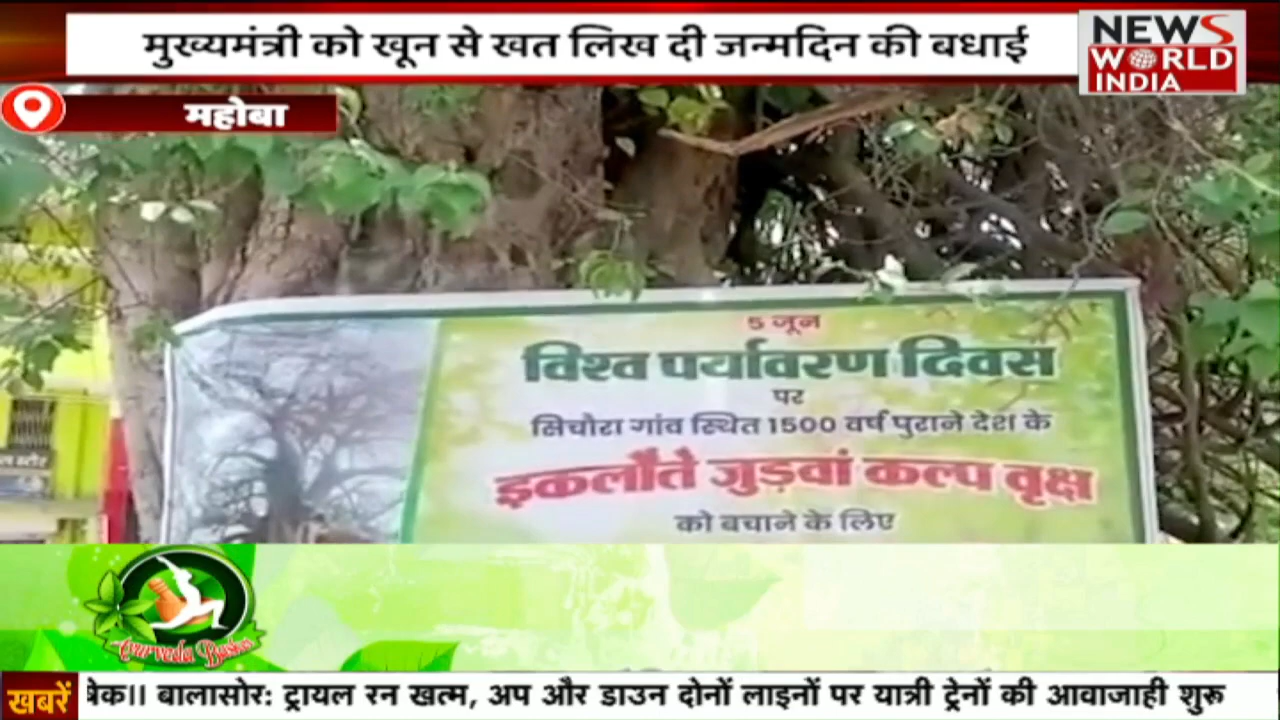 मुख्यमंत्री को खून से खत लिख दी जन्मदिन की बधाई
NEWS
WORLD
INDIA
महोबा
5 जून
विश्व पर्यावरण दिवस
पर
सिचोरा गांव स्थित 1500 वर्ष पुराने देश के
इकलौते जुड़वां कल्प वृक्ष
को बचाने के लिए
Ayurveda
खबरें
बालासोर: ट्रायल रन खत्म, अप और डाउन दोनों लाइनों पर यात्री ट्रेनों की आवाजाही शुरू